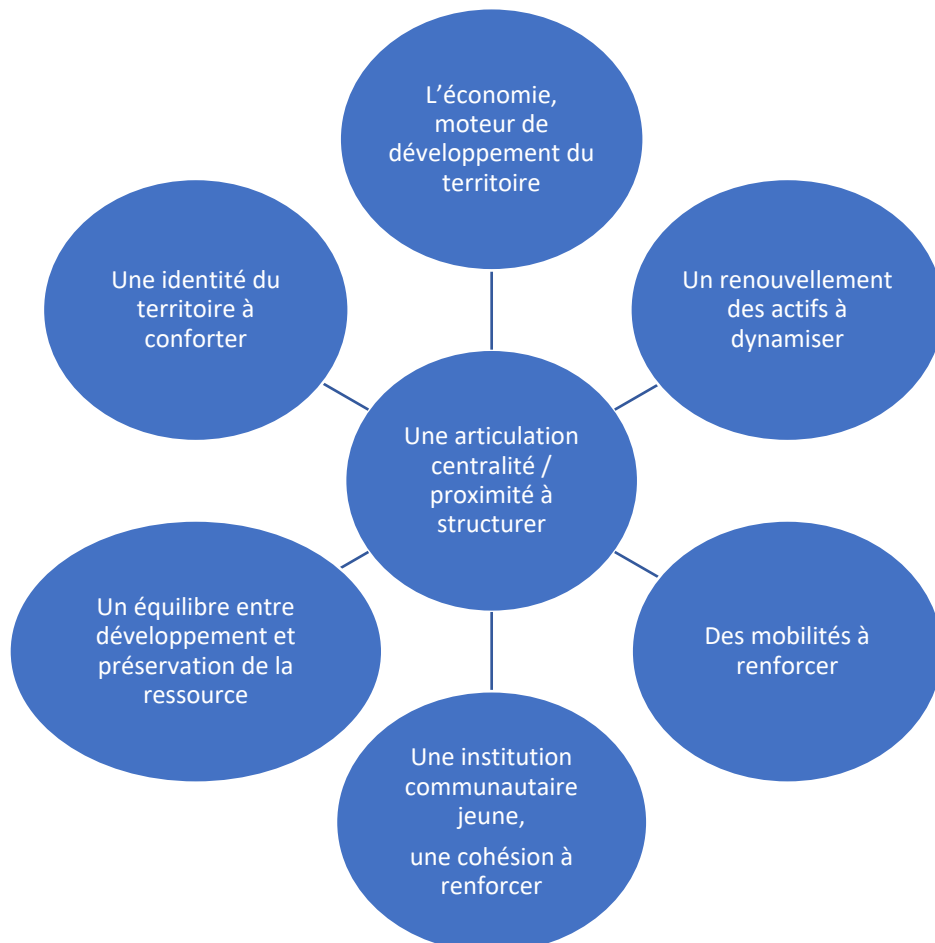 L’économie,
moteur de
développement du
territoire
Une identité du
territoire à
conforter
Un renouvellement
des actifs à
dynamiser
Une articulation
centralité /
proximité à
structurer
Un équilibre entre
développement et
préservation de la
ressource
Des mobilités à
renforcer
Une institution
communautaire
jeune,
une cohésion à
renforcer